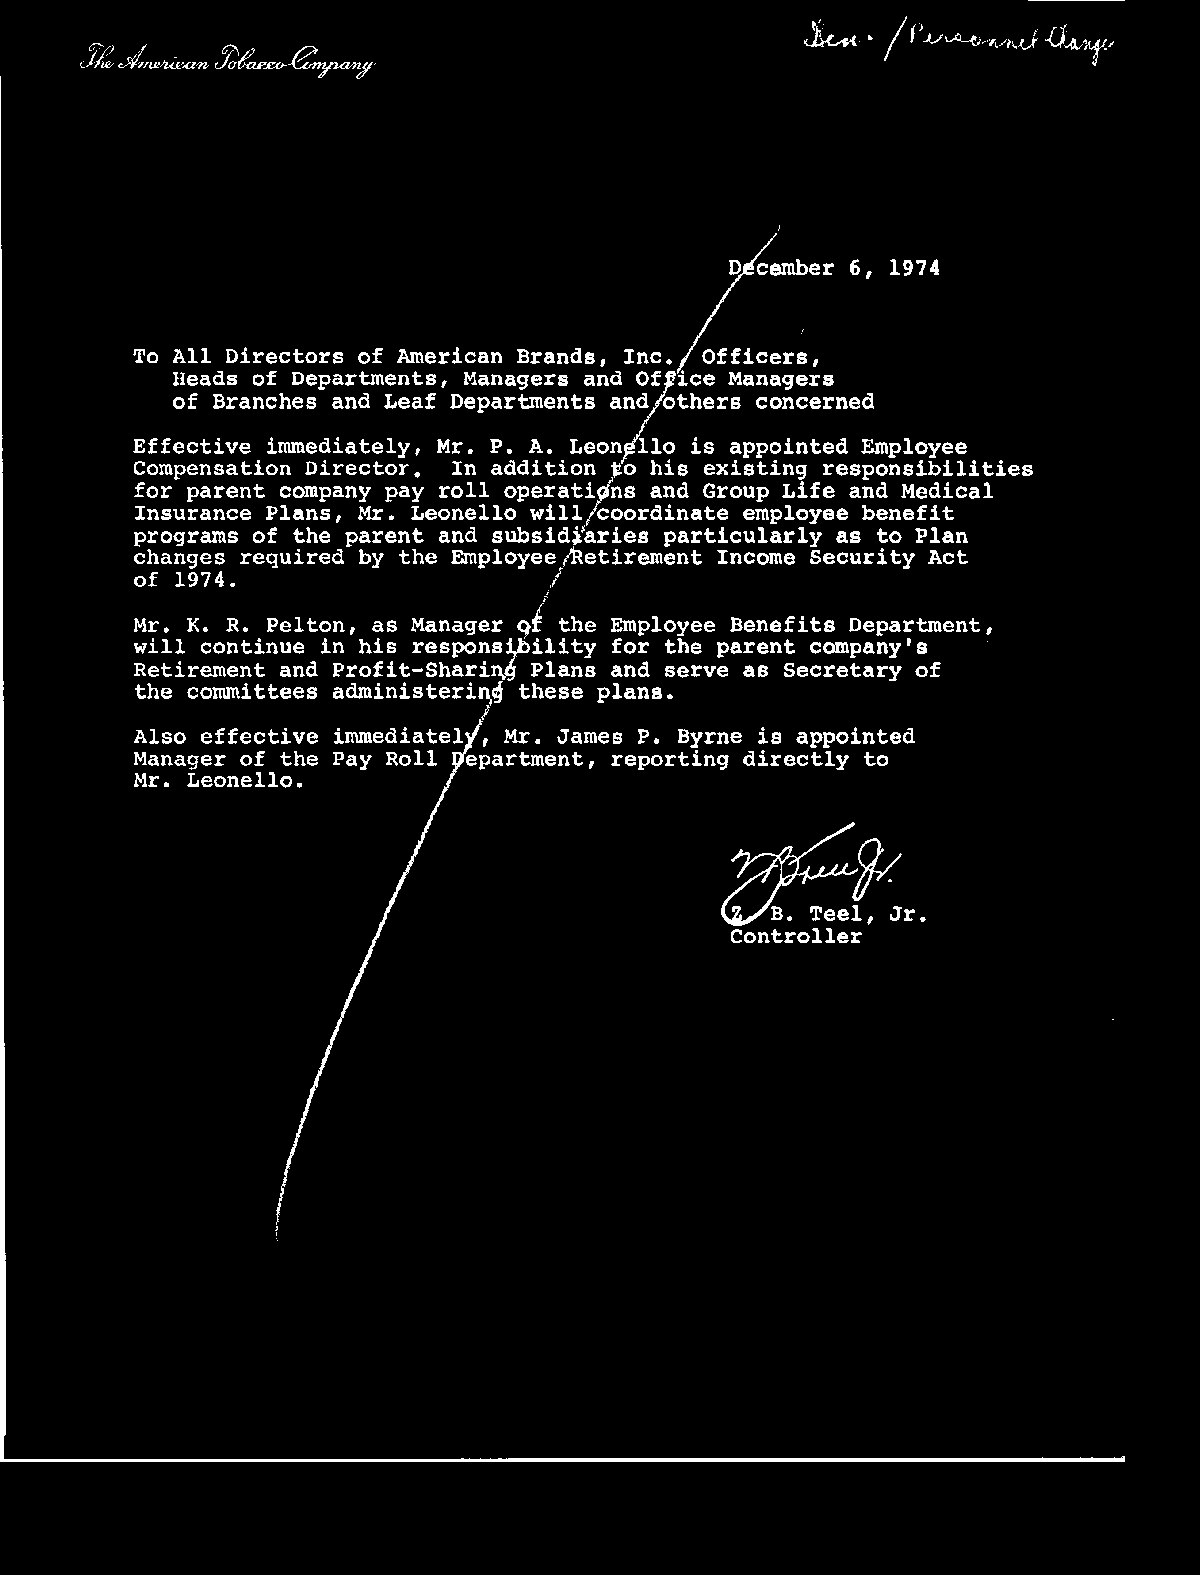 The American Tobacco Company
Gen. / Personnel Change
December 6, 1974
To All Directors of American Brands, Inc., Officers,
Heads of Departments, Managers and Office Managers
of Branches and Leaf Departments and others concerned
Effective immediately, Mr. P. A. Leonello is appointed Employee
Compensation Director. In addition to his existing responsibilities
for parent company pay roll operations and Group Life and Medical
Insurance Plans, Mr. Leonello will coordinate employee benefit
programs of the parent and subsidiaries particularly as to Plan
changes required by the Employee Retirement Income Security Act
of 1974.
Mr. K. R. Pelton, as Manager of the Employee Benefits Department,
will continue in his responsibility for the parent company's
Retirement and Profit-Sharing Plans and serve as Secretary of
the committees administering these plans.
Also effective immediately, Mr. James P. Byrne is appointed
Manager of the Pay Roll Department, reporting directly to
Mr. Leonello.
Z. B. Teel, Jr.
Controller